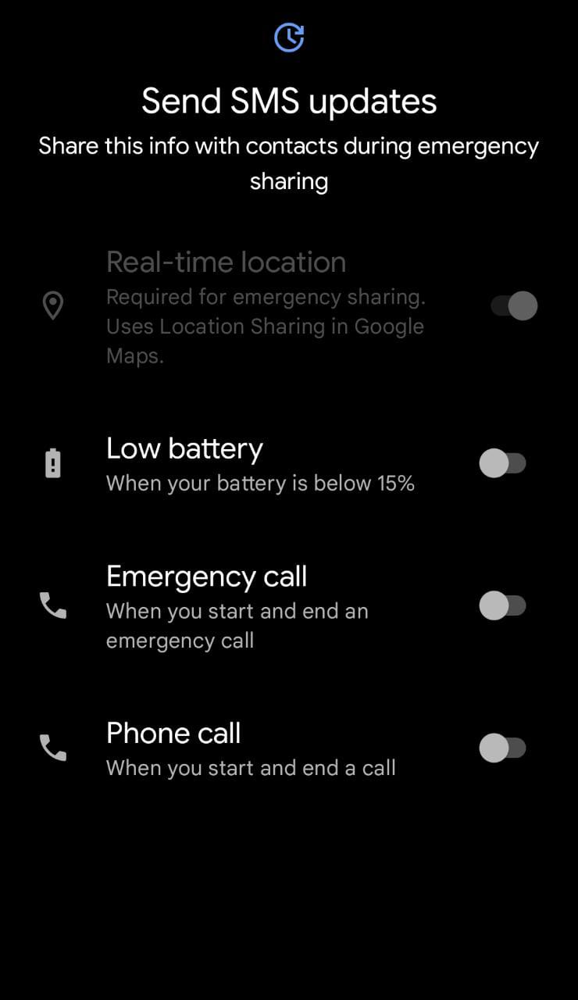 Send SMS updates
Share this info with contacts during emergency
sharing
Real-time location
Required for emergency sharing.
Uses Location Sharing in Google
Maps.
Low battery
When your battery is below 15%
Emergency call
When you start and end an
emergency call
Phone call
When you start and end a call